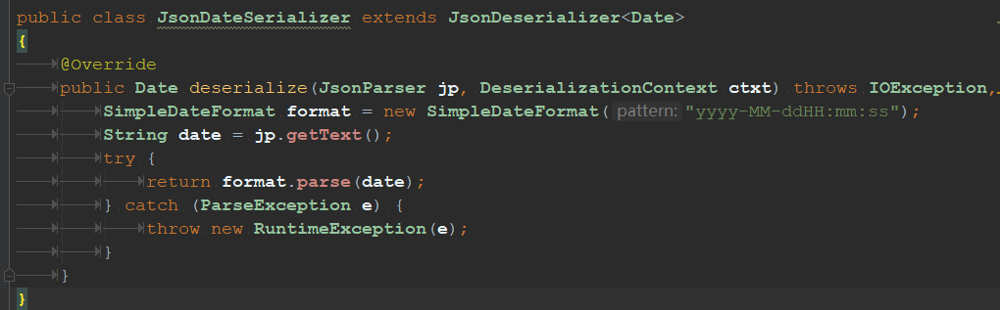 public class JsonDateSerializer extends JsonDeserializer<Date>
{
@Override
public Date deserialize(JsonParser jp, DeserializationContext ctxt) throws IOException,
SimpleDateFormat format = new SimpleDateFormat( pattern: "yyyy-MM-ddHH:mm:ss");
String date = jp.getText();
try {
return format.parse(date);
} catch (ParseException e) {
throw new RuntimeException(e);
}
}
}